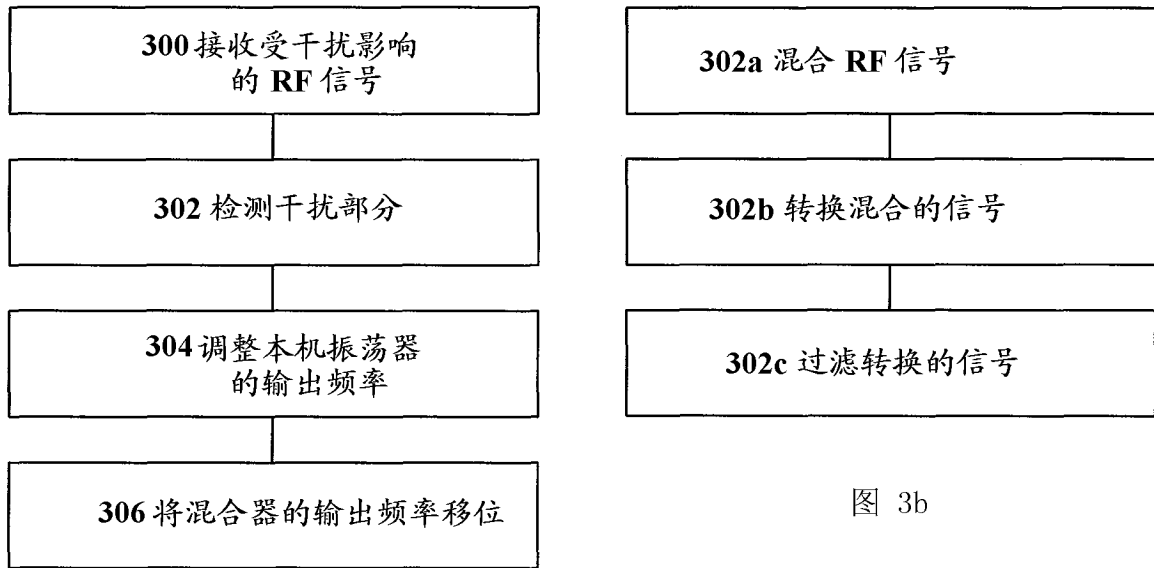 300 接收受干扰影响
的 RF 信号
302 检测干扰部分
304 调整本机振荡器
的输出频率
306 将混合器的输出频率移位
302a 混合 RF 信号
302b 转换混合的信号
302c 过滤转换的信号
图 3b